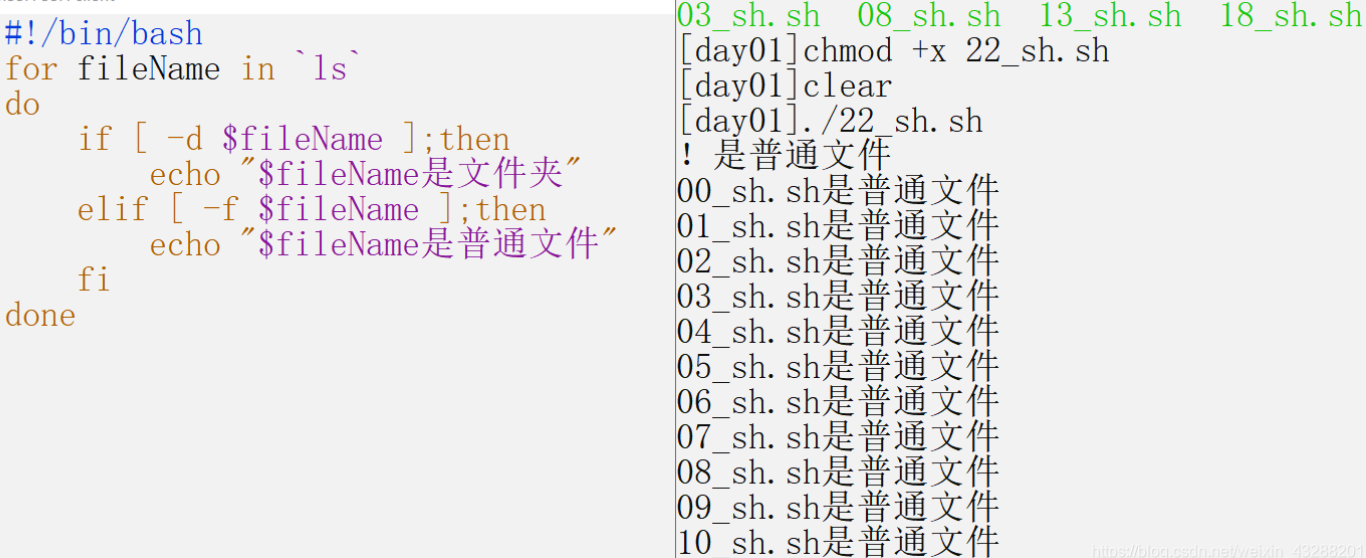 #!/bin/bash
for fileName in `ls`
do
    if [ -d $fileName ];then
        echo "$fileName是文件夹"
    elif [ -f $fileName ];then
        echo "$fileName是普通文件"
    fi
done
03_sh.sh  08_sh.sh  13_sh.sh  18_sh.sh
[day01]chmod +x 22_sh.sh
[day01]clear
[day01]./22_sh.sh
! 是普通文件
00_sh.sh是普通文件
01_sh.sh是普通文件
02_sh.sh是普通文件
03_sh.sh是普通文件
04_sh.sh是普通文件
05_sh.sh是普通文件
06_sh.sh是普通文件
07_sh.sh是普通文件
08_sh.sh是普通文件
09_sh.sh是普通文件
10_sh.sh是普通文件